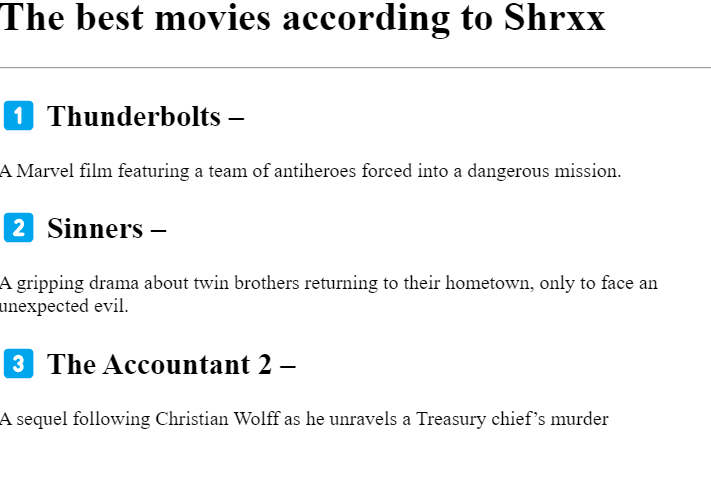 The best movies according to Shrxx
1️⃣ Thunderbolts –
A Marvel film featuring a team of antiheroes forced into a dangerous mission.
2️⃣ Sinners –
A gripping drama about twin brothers returning to their hometown, only to face an
unexpected evil.
3️⃣ The Accountant 2 –
A sequel following Christian Wolff as he unravels a Treasury chief’s murder